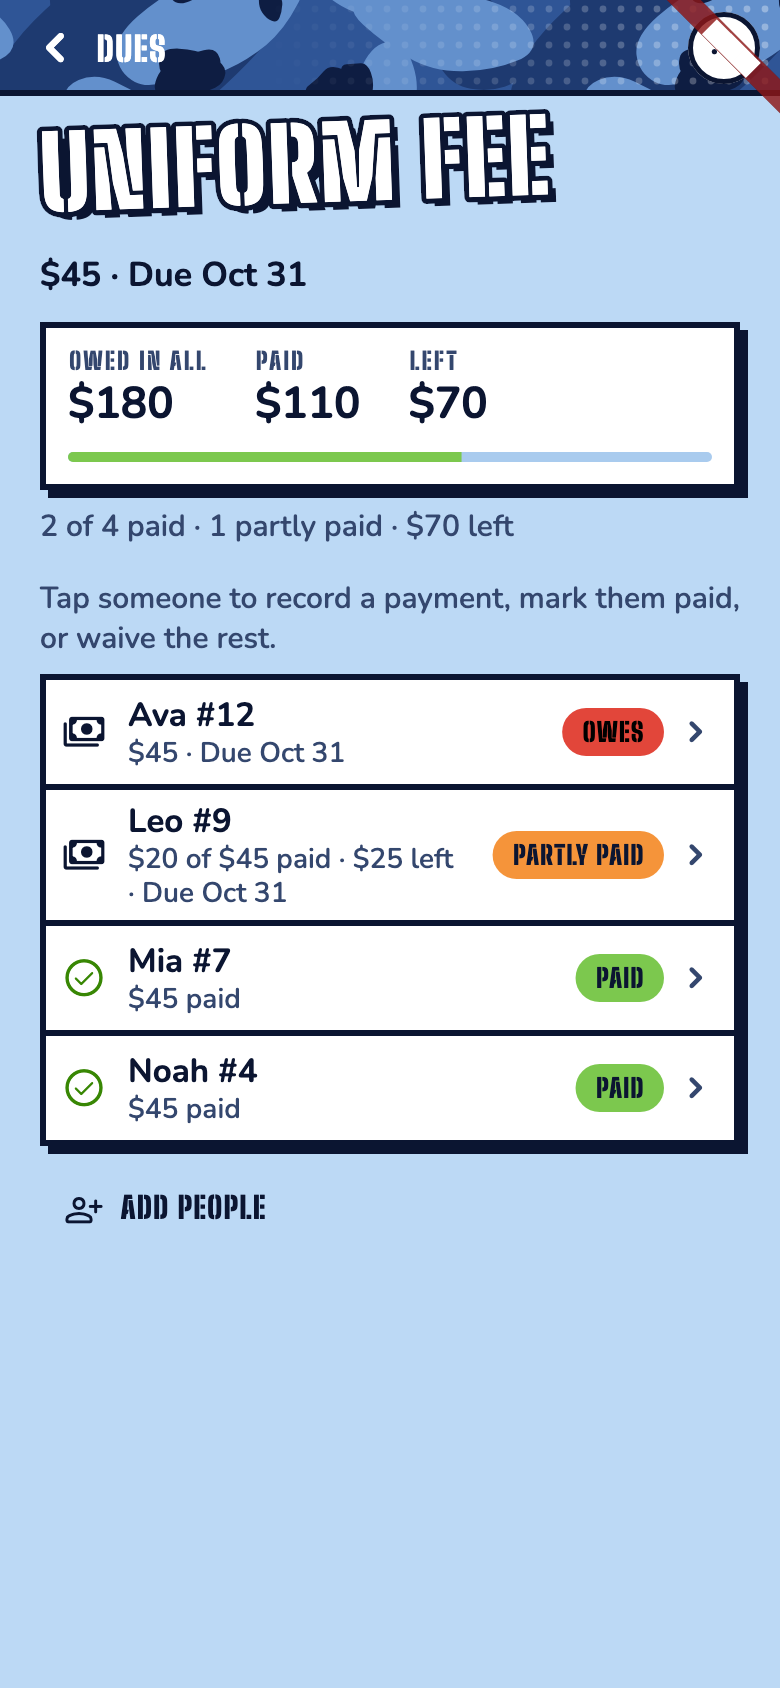 DUES
UNIFORM FEE
$45 · Due Oct 31
OWED IN ALL PAID LEFT
$180 $110 $70
2 of 4 paid · 1 partly paid · $70 left
Tap someone to record a payment, mark them paid,
or waive the rest.
Ava #12
$45 · Due Oct 31
OWES
Leo #9
$20 of $45 paid · $25 left
· Due Oct 31
PARTLY PAID
Mia #7
$45 paid
PAID
Noah #4
$45 paid
PAID
ADD PEOPLE